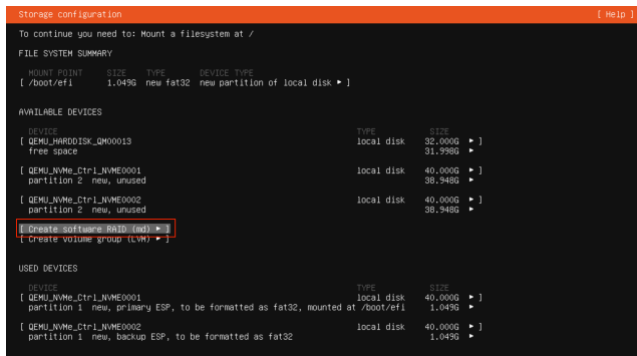 Storage configuration [ Help ]
To continue you need to: Mount a filesystem at /
FILE SYSTEM SUMMARY
MOUNT POINT SIZE TYPE DEVICE TYPE
[ /boot/efi 1.049G new fat32 new partition of local disk ▸ ]
AVAILABLE DEVICES
DEVICE TYPE SIZE
[ QEMU_HARDDISK_QM00013 local disk 32.000G ▸ ]
free space 31.998G ▸
[ QEMU_NVMe_Ctrl_NVME0001 local disk 40.000G ▸ ]
partition 2 new, unused 38.948G ▸
[ QEMU_NVMe_Ctrl_NVME0002 local disk 40.000G ▸ ]
partition 2 new, unused 38.948G ▸
[ Create software RAID (md) ▸ ]
[ Create volume group (LVM) ▸ ]
USED DEVICES
DEVICE TYPE SIZE
[ QEMU_NVMe_Ctrl_NVME0001 local disk 40.000G ▸ ]
partition 1 new, primary ESP, to be formatted as fat32, mounted at /boot/efi 1.049G ▸
[ QEMU_NVMe_Ctrl_NVME0002 local disk 40.000G ▸ ]
partition 1 new, backup ESP, to be formatted as fat32 1.049G ▸